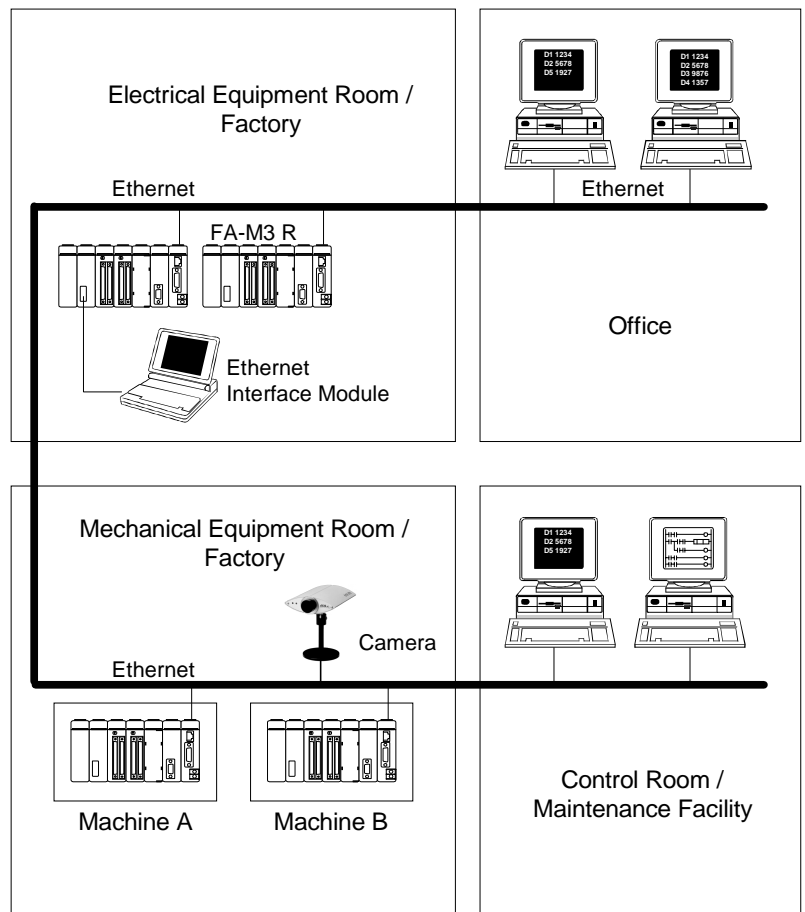 Electrical Equipment Room /
Factory
Ethernet
FA-M3 R
Ethernet
Interface Module
D1 1234
D2 5678
D5 1927
D1 1234
D2 5678
D3 9876
D4 1357
Ethernet
Office
Mechanical Equipment Room /
Factory
Camera
Ethernet
Machine A
Machine B
D1 1234
D2 5678
D5 1927
Control Room /
Maintenance Facility